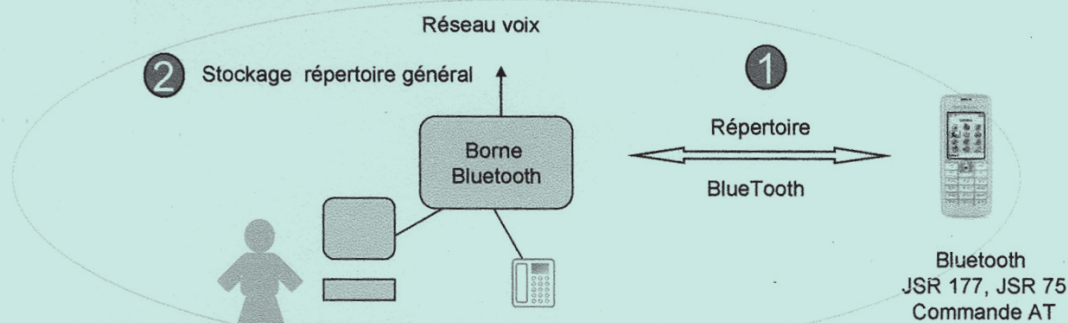 Réseau voix
2 Stockage répertoire général
1
Répertoire
Borne
Bluetooth
BlueTooth
Bluetooth
JSR 177, JSR 75
Commande AT